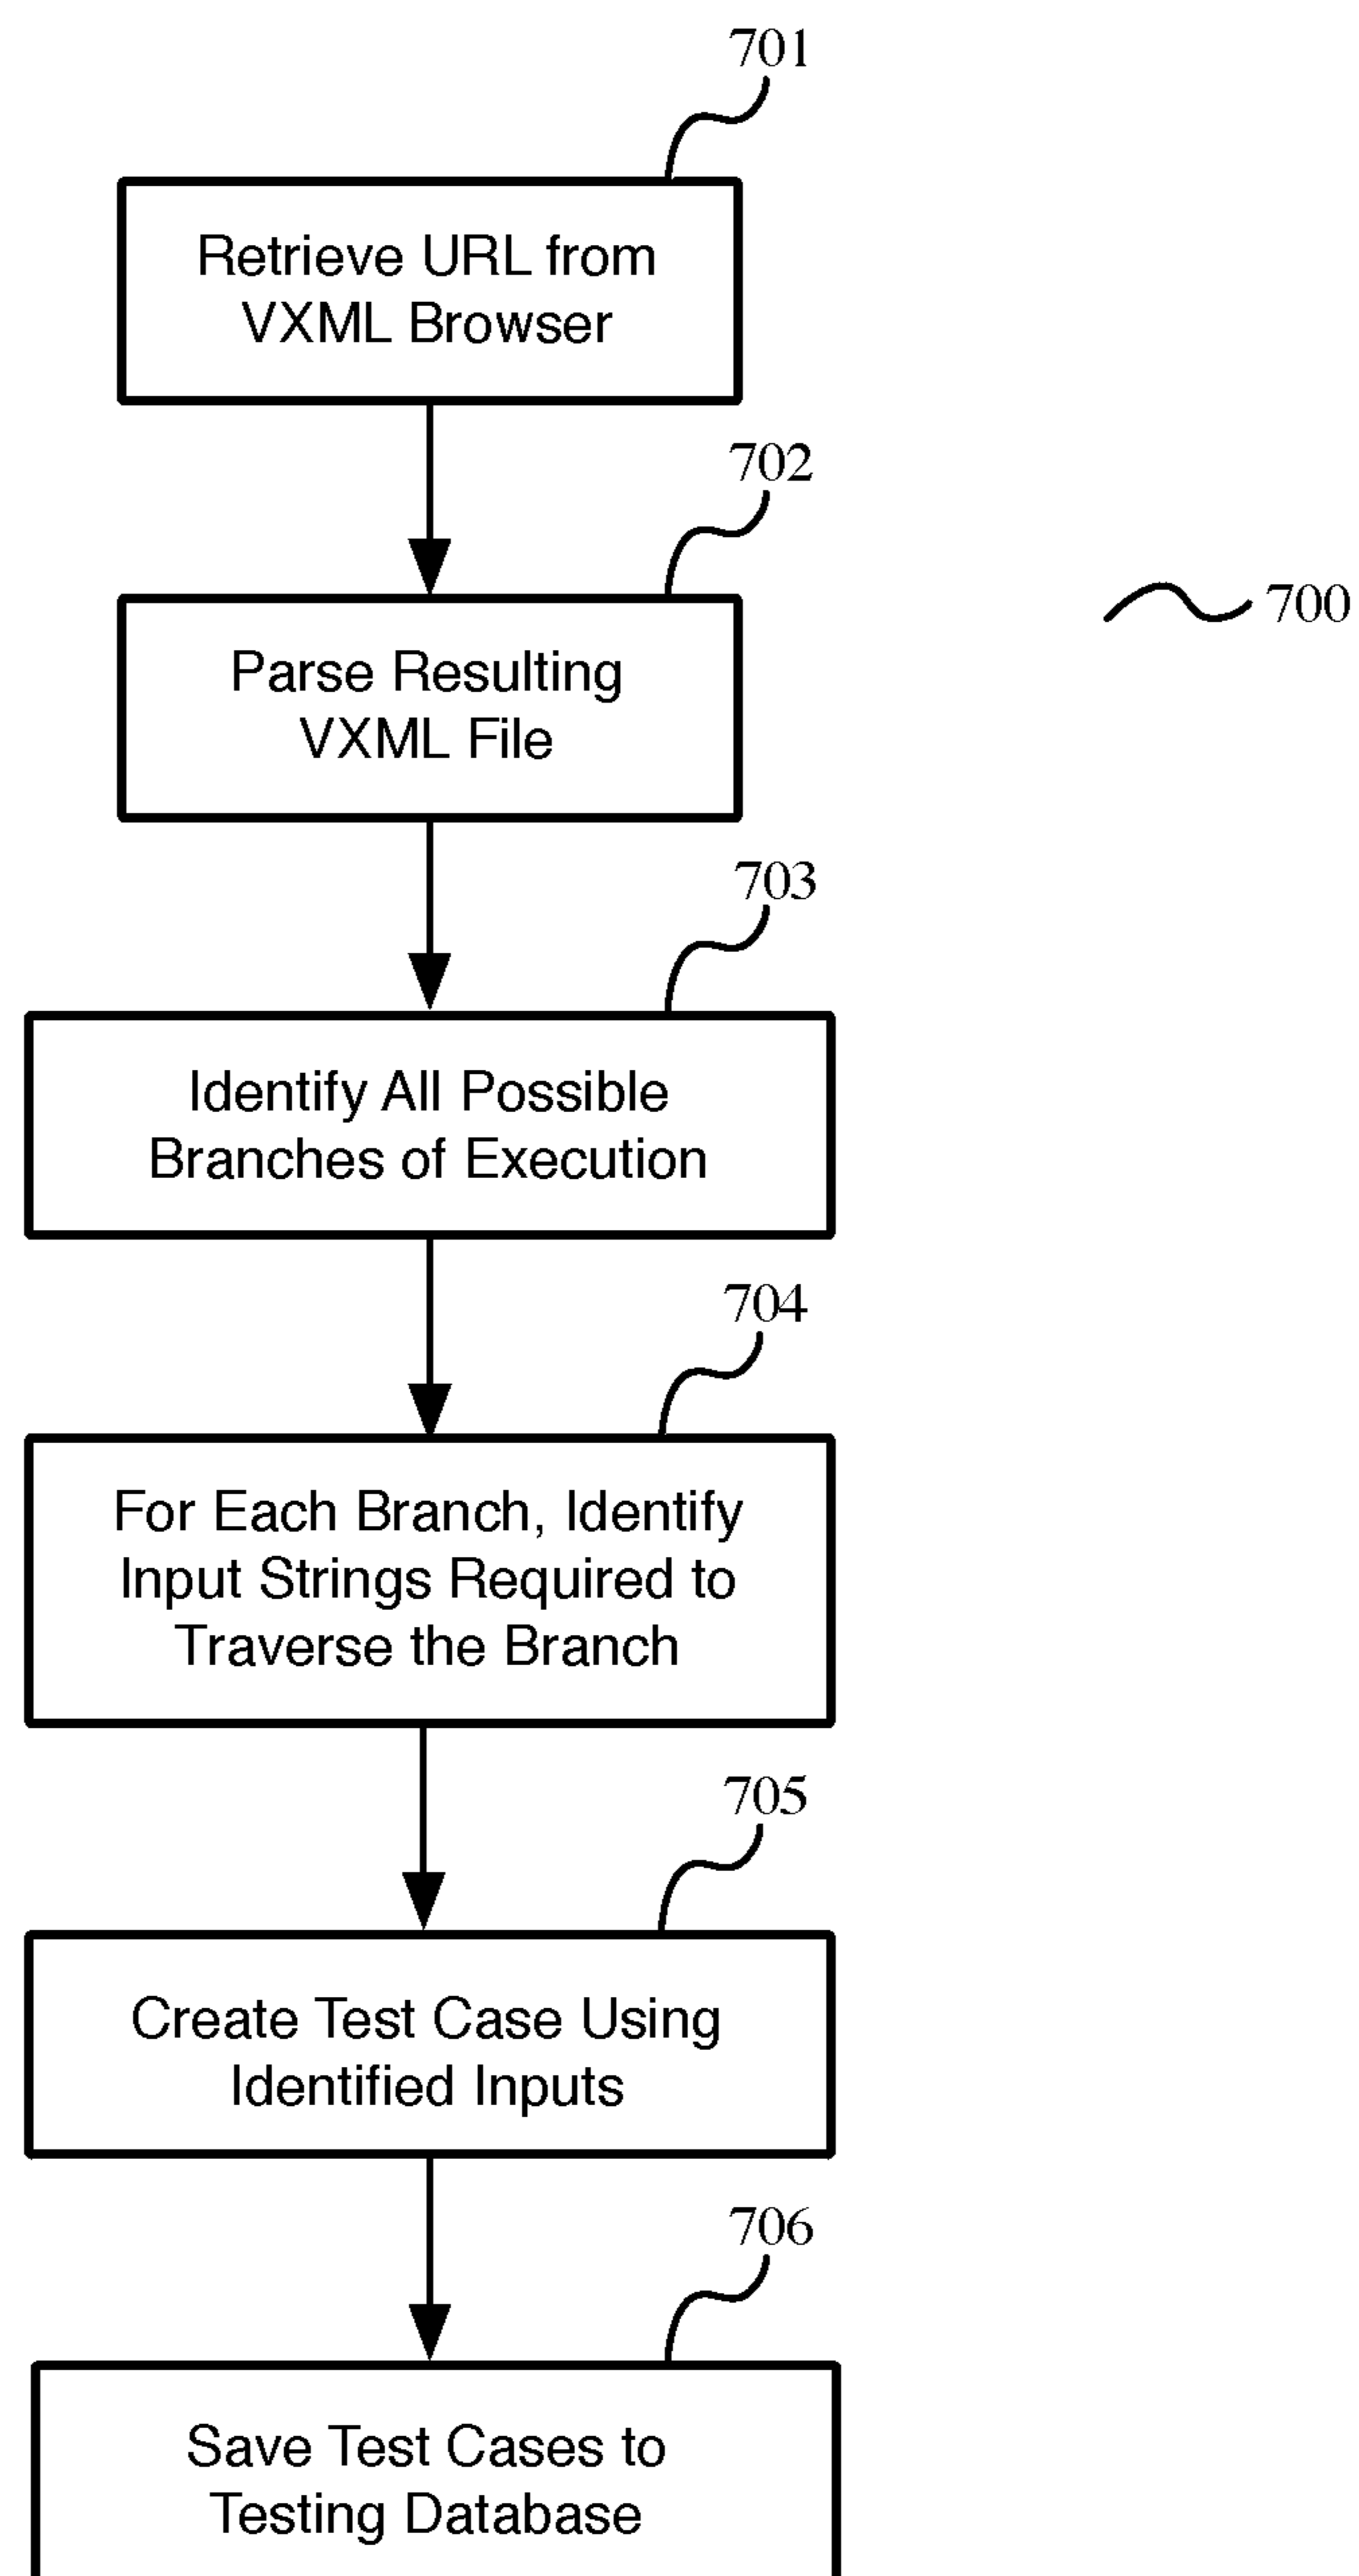 701
Retrieve URL from
VXML Browser
702
700
Parse Resulting
VXML File
703
Identify All Possible
Branches of Execution
704
For Each Branch, Identify
Input Strings Required to
Traverse the Branch
705
Create Test Case Using
Identified Inputs
706
Save Test Cases to
Testing Database